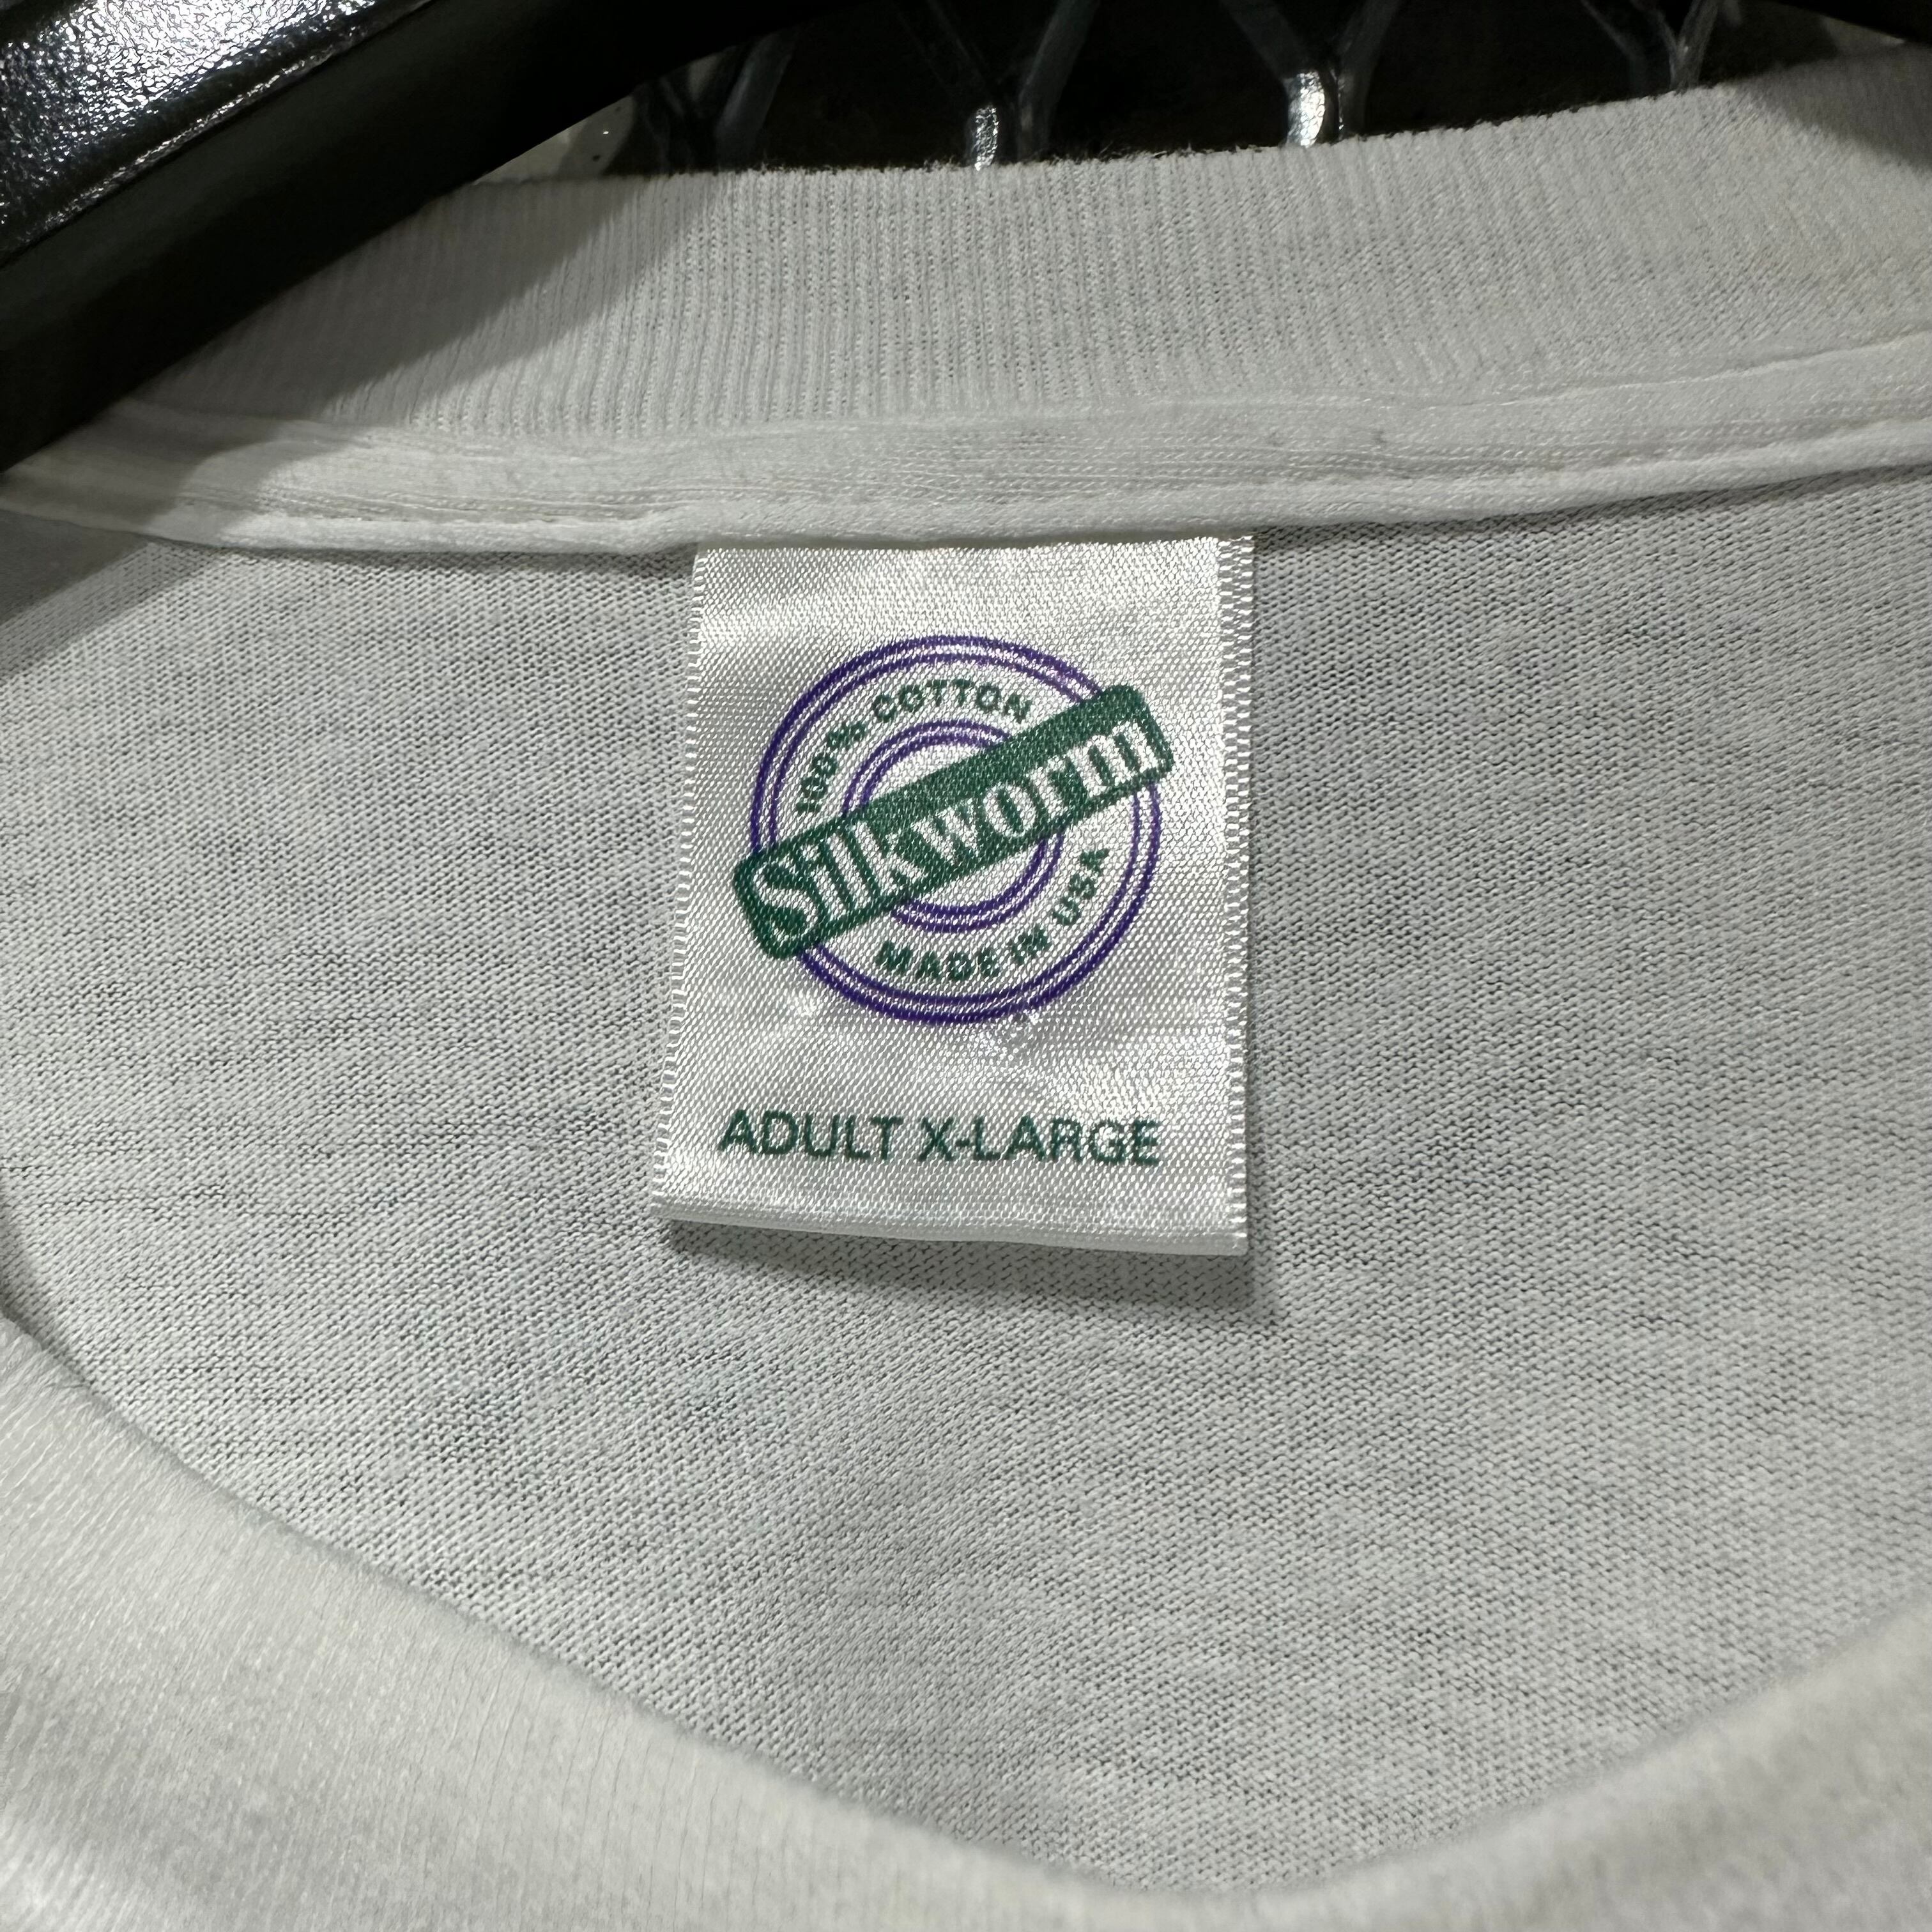 100% COTTON
Silkworm
MADE IN USA
ADULT X-LARGE